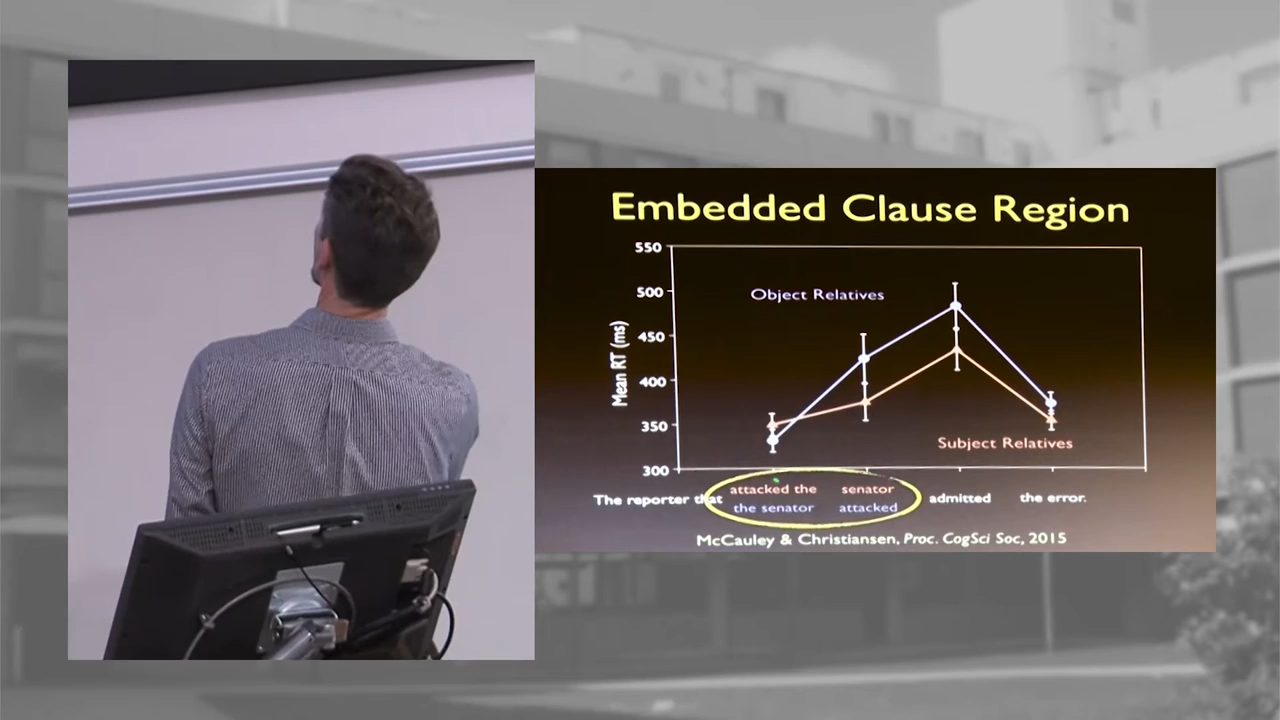 Embedded Clause Region
550
500
450
400
350
300
Mean RT (ms)
Object Relatives
Subject Relatives
The reporter that attacked the senator admitted the error.
the senator attacked
McCauley & Christiansen, Proc. CogSci Soc, 2015